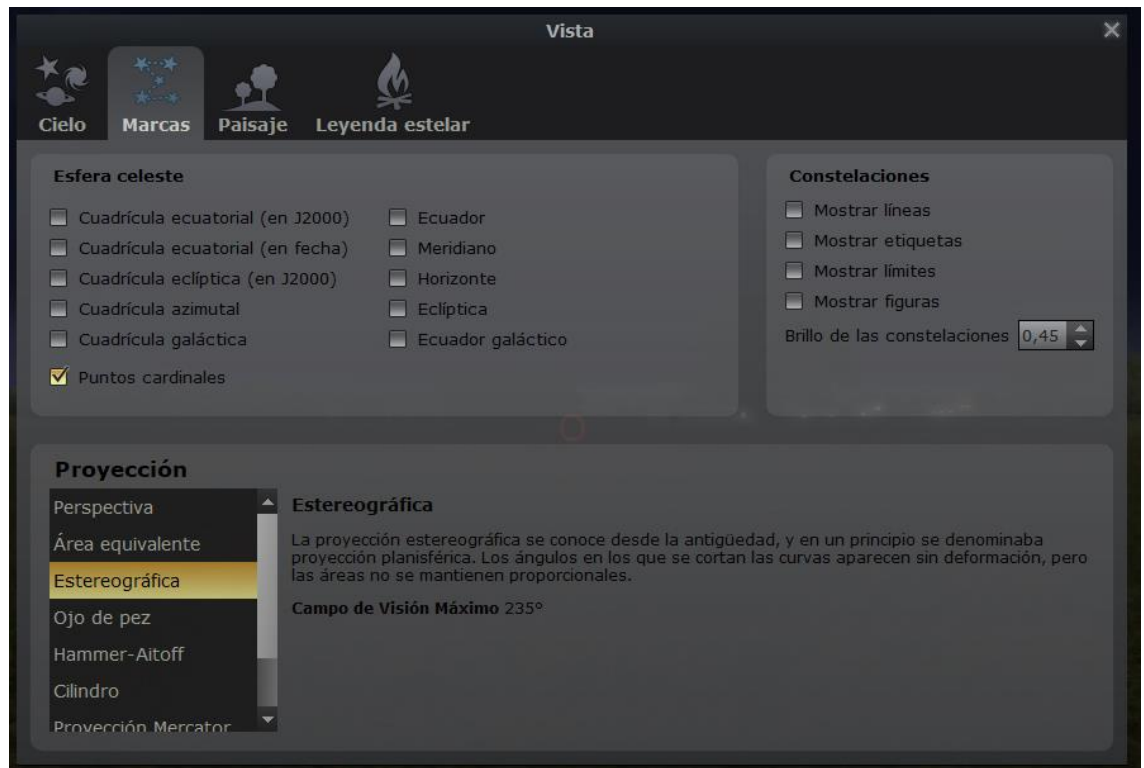 Vista
Cielo Marcas Paisaje Leyenda estelar
Esfera celeste
Cuadrícula ecuatorial (en J2000)
Cuadrícula ecuatorial (en fecha)
Cuadrícula eclíptica (en J2000)
Cuadrícula azimutal
Cuadrícula galáctica
Puntos cardinales
Ecuador
Meridiano
Horizonte
Eclíptica
Ecuador galáctico
Constelaciones
Mostrar líneas
Mostrar etiquetas
Mostrar límites
Mostrar figuras
Brillo de las constelaciones 0,45
Proyección
Perspectiva
Área equivalente
Estereográfica
Ojo de pez
Hammer-Aitoff
Cilindro
Proyección Mercator
Estereográfica
La proyección estereográfica se conoce desde la antigüedad, y en un principio se denominaba
proyección planisférica. Los ángulos en los que se cortan las curvas aparecen sin deformación, pero
las áreas no se mantienen proporcionales.
Campo de Visión Máximo 235°